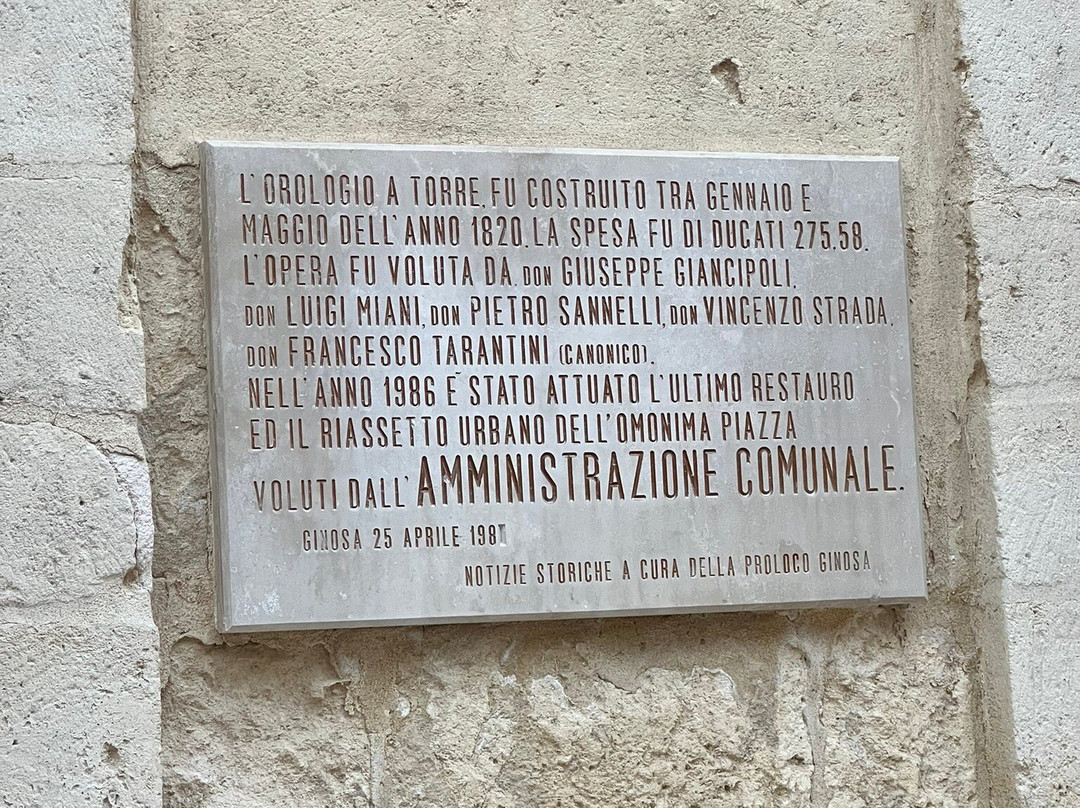 L'OROLOGIO A TORRE, FU COSTRUITO TRA GENNAIO E
MAGGIO DELL'ANNO 1820. LA SPESA FU DI DUCATI 275.58.
L'OPERA FU VOLUTA DA. DON GIUSEPPE GIANCIPOLI,
DON LUIGI MIANI, DON PIETRO SANNELLI, DON VINCENZO STRADA,
DON FRANCESCO TARANTINI (CANONICO).
NELL'ANNO 1986 È STATO ATTUATO L'ULTIMO RESTAURO
ED IL RIASSETTO URBANO DELL'OMONIMA PIAZZA
VOLUTI DALL'AMMINISTRAZIONE COMUNALE.
GINOSA 25 APRILE
NOTIZIE STORICHE A CURA DELLA PROLOCO GINOSA